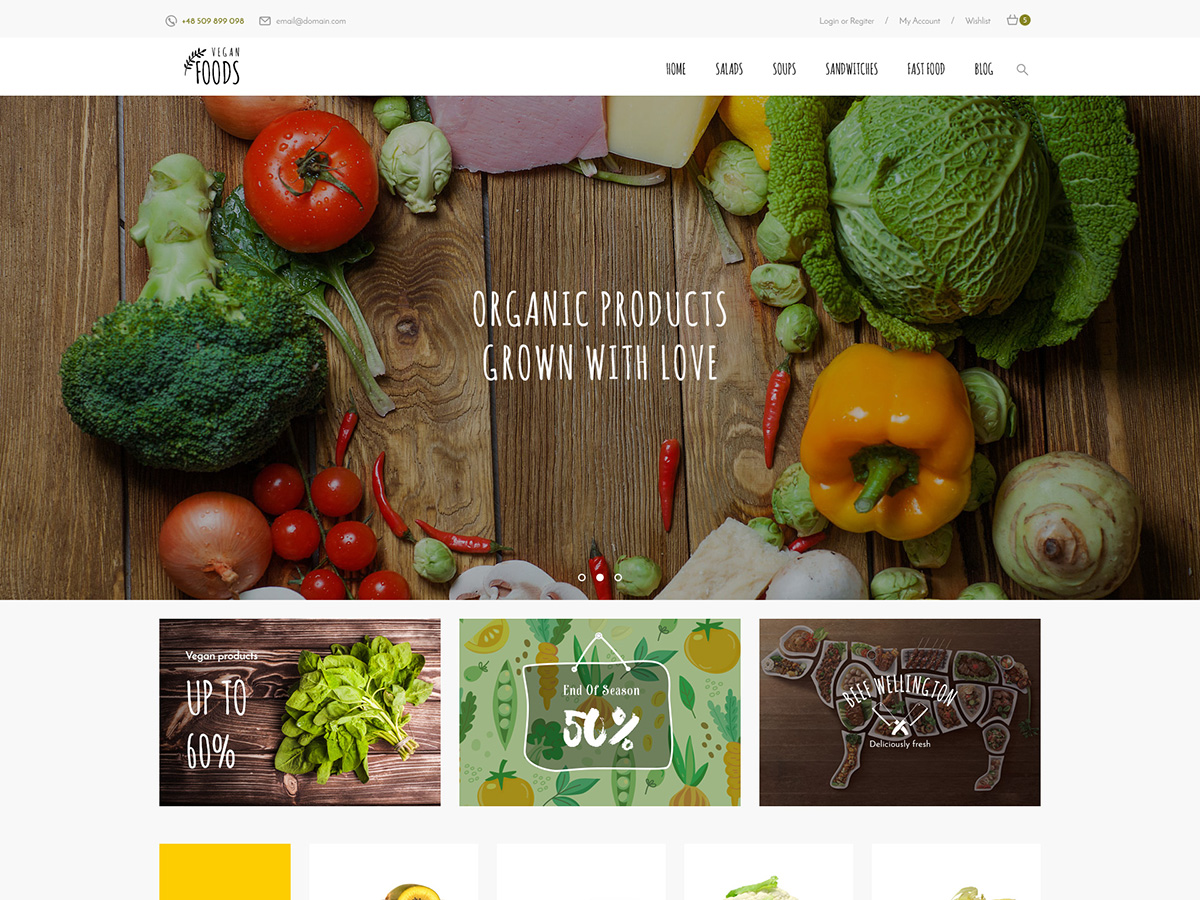 +48 509 899 098
email@domain.com
Login or Regiter / My Account / Wishlist
5
VEGAN
FOODS
HOME
SALADS
SOUPS
SANDWITCHES
FAST FOOD
BLOG
ORGANIC PRODUCTS
GROWN WITH LOVE
Vegan products
UP TO
60%
End Of Season
50%
BEEF WELLINGTON
Deliciously fresh